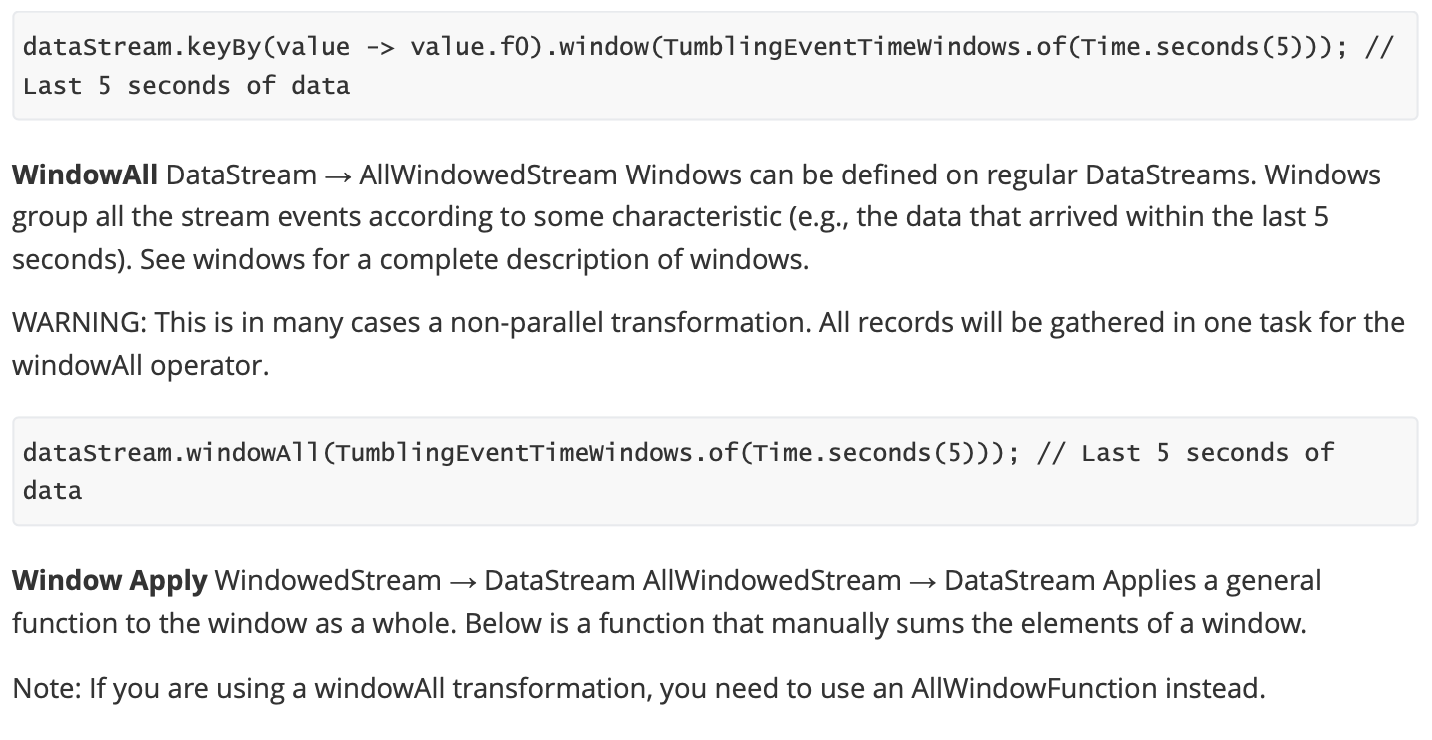 dataStream.keyBy(value -> value.f0).window(TumblingEventTimeWindows.of(Time.seconds(5))); //
Last 5 seconds of data
WindowAll DataStream → AllWindowedStream Windows can be defined on regular DataStreams. Windows
group all the stream events according to some characteristic (e.g., the data that arrived within the last 5
seconds). See windows for a complete description of windows.
WARNING: This is in many cases a non-parallel transformation. All records will be gathered in one task for the
windowAll operator.
dataStream.windowAll(TumblingEventTimeWindows.of(Time.seconds(5))); // Last 5 seconds of
data
Window Apply WindowedStream → DataStream AllWindowedStream → DataStream Applies a general
function to the window as a whole. Below is a function that manually sums the elements of a window.
Note: If you are using a windowAll transformation, you need to use an AllWindowFunction instead.